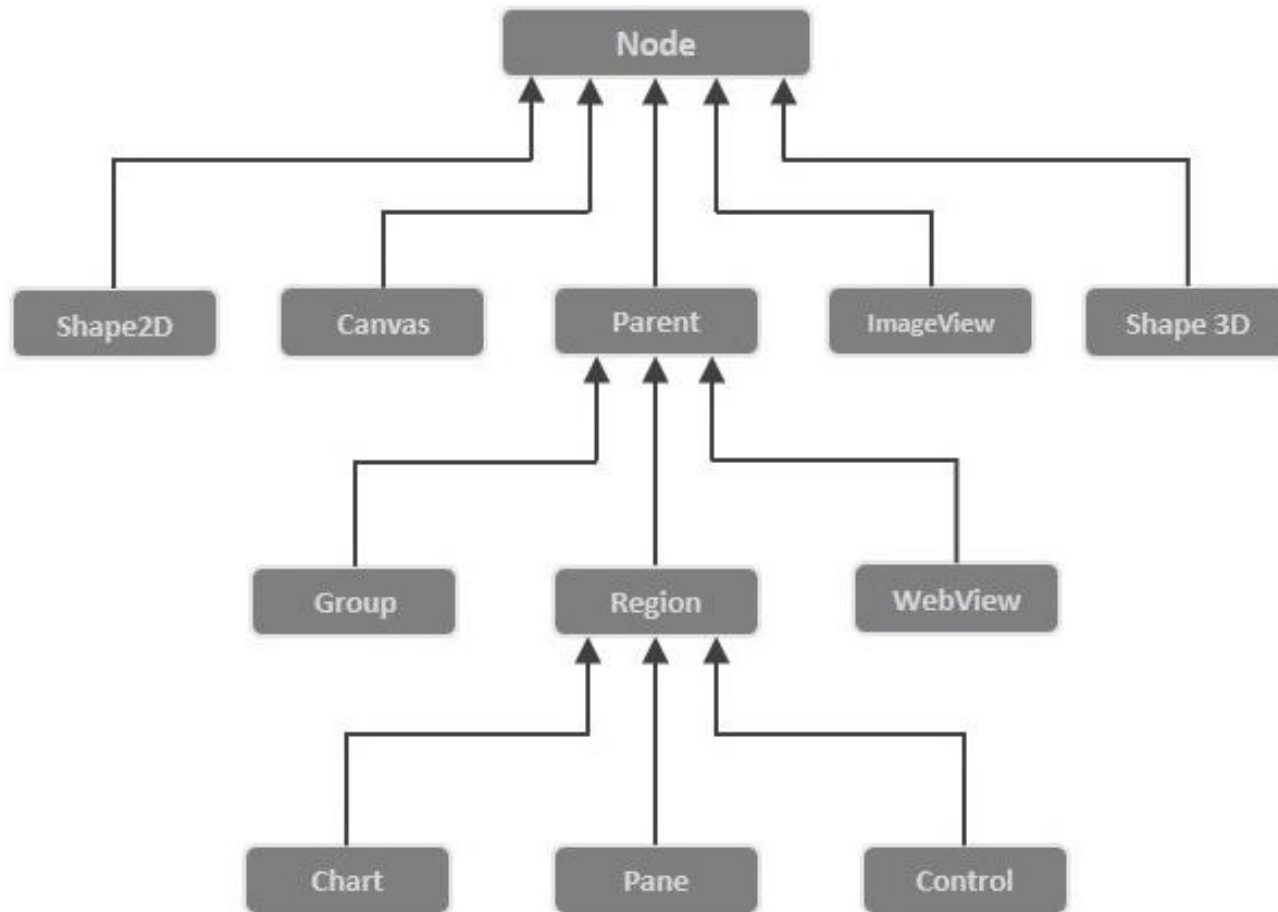 Node
Shape2D
Canvas
Parent
ImageView
Shape 3D
Group
Region
WebView
Chart
Pane
Control